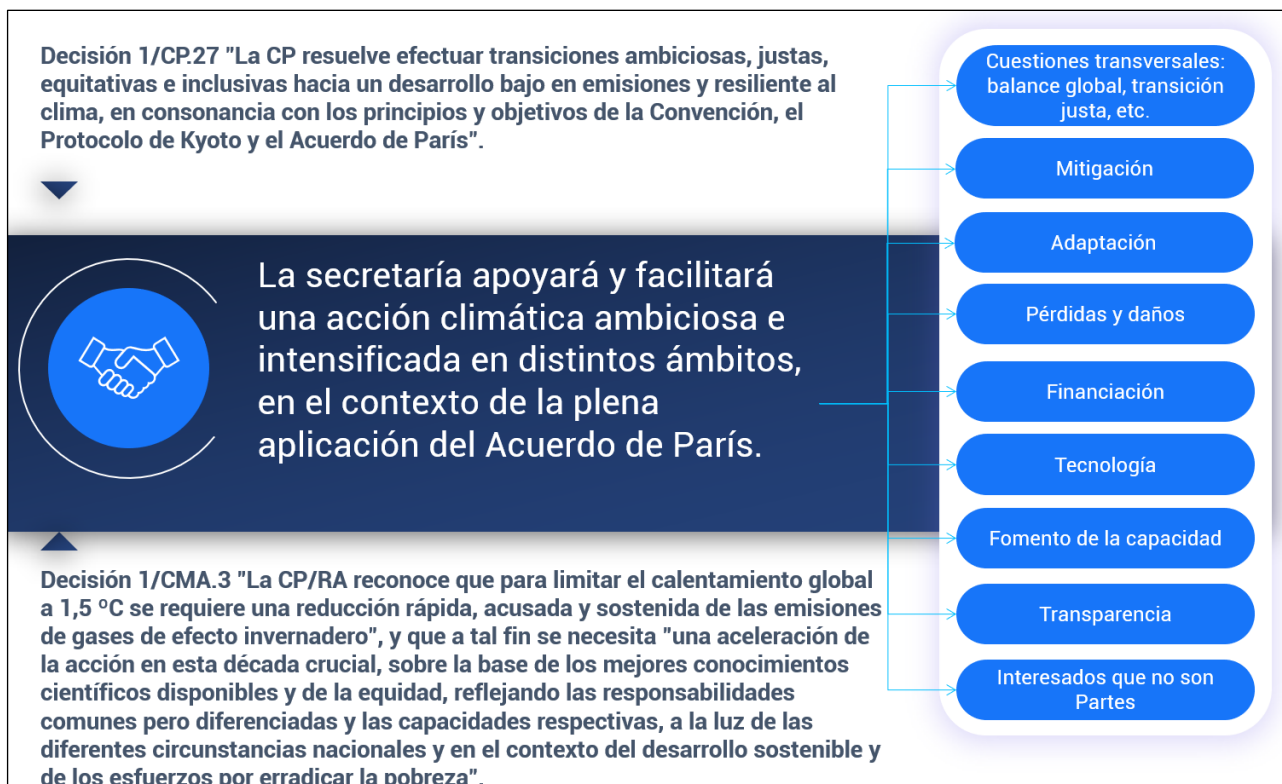 Decisión 1/CP.27 "La CP resuelve efectuar transiciones ambiciosas, justas,
equitativas e inclusivas hacia un desarrollo bajo en emisiones y resiliente al
clima, en consonancia con los principios y objetivos de la Convención, el
Protocolo de Kyoto y el Acuerdo de París".
La secretaría apoyará y facilitará
una acción climática ambiciosa e
intensificada en distintos ámbitos,
en el contexto de la plena
aplicación del Acuerdo de París.
Decisión 1/CMA.3 "La CP/RA reconoce que para limitar el calentamiento global
a 1,5 ºC se requiere una reducción rápida, acusada y sostenida de las emisiones
de gases de efecto invernadero", y que a tal fin se necesita "una aceleración de
la acción en esta década crucial, sobre la base de los mejores conocimientos
científicos disponibles y de la equidad, reflejando las responsabilidades
comunes pero diferenciadas y las capacidades respectivas, a la luz de las
diferentes circunstancias nacionales y en el contexto del desarrollo sostenible y
de los esfuerzos por erradicar la pobreza".
Cuestiones transversales:
balance global, transición
justa, etc.
Mitigación
Adaptación
Pérdidas y daños
Financiación
Tecnología
Fomento de la capacidad
Transparencia
Interesados que no son
Partes